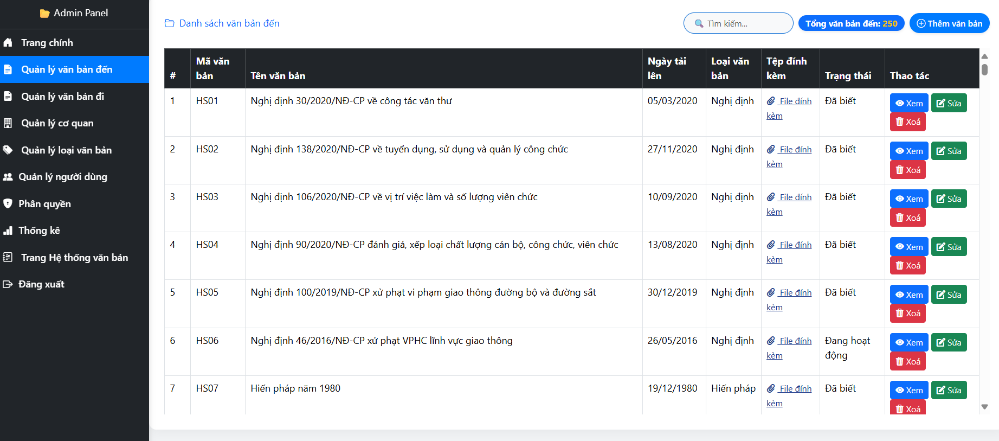 Admin Panel
Trang chính
Quản lý văn bản đến
Quản lý văn bản đi
Quản lý cơ quan
Quản lý loại văn bản
Quản lý người dùng
Phân quyền
Thống kê
Trang Hệ thống văn bản
Đăng xuất
Danh sách văn bản đến
Tìm kiếm...
Tổng văn bản đến: 250
Thêm văn bản
# Mã văn bản Tên văn bản Ngày tải lên Loại văn bản Tệp đính kèm Trạng thái Thao tác
1 HS01 Nghị định 30/2020/NĐ-CP về công tác văn thư 05/03/2020 Nghị định File đính kèm Đã biết Xem Sửa Xoá
2 HS02 Nghị định 138/2020/NĐ-CP về tuyển dụng, sử dụng và quản lý công chức 27/11/2020 Nghị định File đính kèm Đã biết Xem Sửa Xoá
3 HS03 Nghị định 106/2020/NĐ-CP về vị trí việc làm và số lượng viên chức 10/09/2020 Nghị định File đính kèm Đã biết Xem Sửa Xoá
4 HS04 Nghị định 90/2020/NĐ-CP đánh giá, xếp loại chất lượng cán bộ, công chức, viên chức 13/08/2020 Nghị định File đính kèm Đã biết Xem Sửa Xoá
5 HS05 Nghị định 100/2019/NĐ-CP xử phạt vi phạm giao thông đường bộ và đường sắt 30/12/2019 Nghị định File đính kèm Đã biết Xem Sửa Xoá
6 HS06 Nghị định 46/2016/NĐ-CP xử phạt VPHC lĩnh vực giao thông 26/05/2016 Nghị định File đính kèm Đang hoạt động Xem Sửa Xoá
7 HS07 Hiến pháp năm 1980 19/12/1980 Hiến pháp File đính kèm Đã biết Xem Sửa Xoá